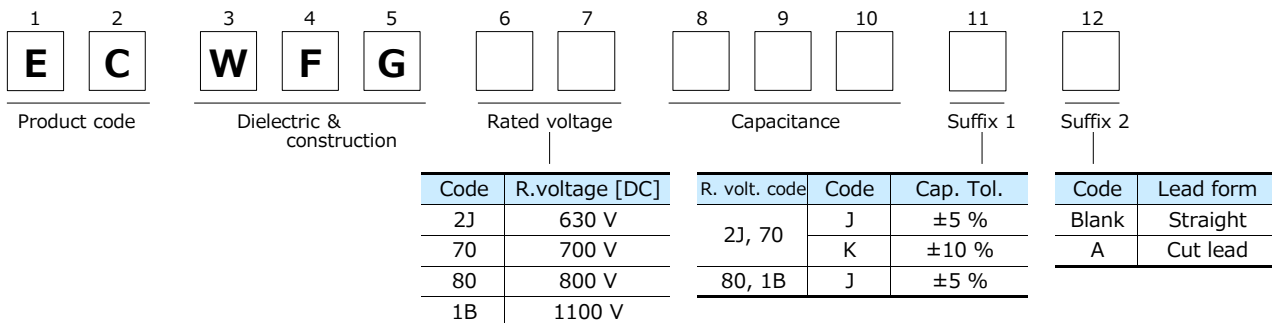 1 2 3 4 5 6 7 8 9 10 11 12
E C W F G
Product code Dielectric & construction Rated voltage Capacitance Suffix 1 Suffix 2
Code R.voltage [DC]
2J 630 V
70 700 V
80 800 V
1B 1100 V
R. volt. code Code Cap. Tol.
2J, 70 J ±5 %
K ±10 %
80, 1B J ±5 %
Code Lead form
Blank Straight
A Cut lead